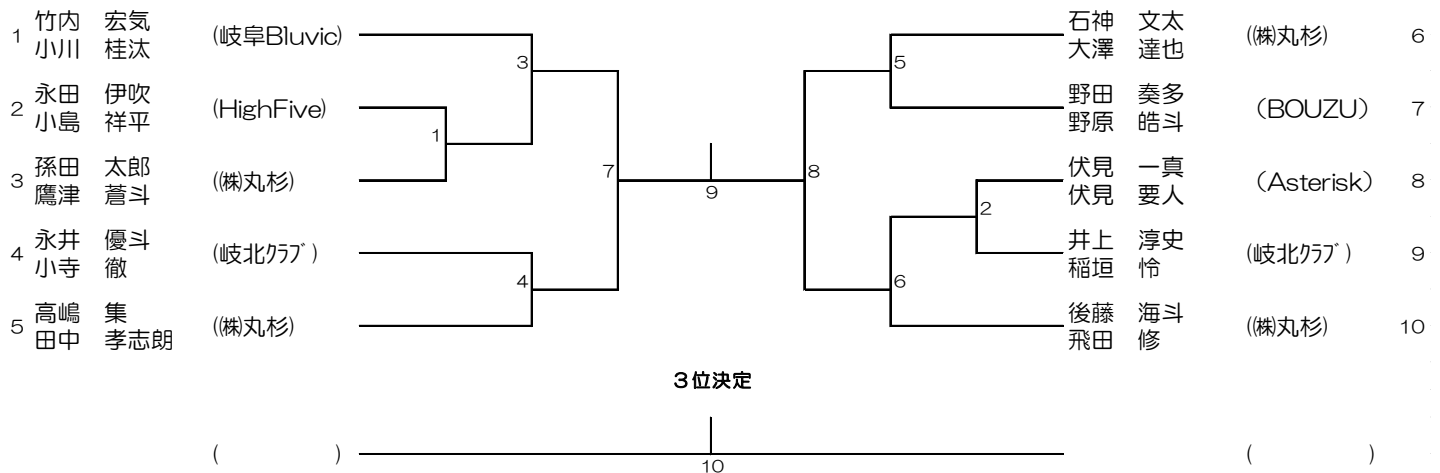 1 竹内 宏気 小川 桂汰 (岐阜Bluvic)
2 永田 伊吹 小島 祥平 (HighFive)
3 孫田 太郎 鷹津 蒼斗 (㈱丸杉)
4 永井 優斗 小寺 徹 (岐北ｸﾗﾌﾞ)
5 高嶋 集 田中 孝志朗 (㈱丸杉)
3
1
7
4
9
5
8
2
6
石神 文太 大澤 達也 (㈱丸杉) 6
野田 奏多 野原 皓斗 （BOUZU） 7
伏見 一真 伏見 要人 （Asterisk） 8
井上 淳史 稲垣 怜 (岐北ｸﾗﾌﾞ) 9
後藤 海斗 飛田 修 (㈱丸杉) 10
３位決定
( )
10
( )